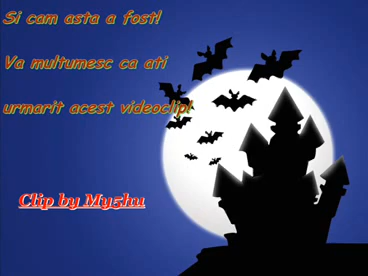 Si cam asta a fost!
Va multumesc ca ati
urmarit acest videoclip!
Clip by My5hu